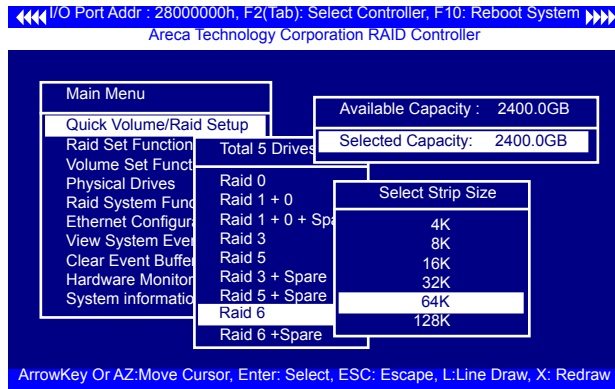 I/O Port Addr : 28000000h, F2(Tab): Select Controller, F10: Reboot System
Areca Technology Corporation RAID Controller
Main Menu
Quick Volume/Raid Setup
Raid Set Function
Volume Set Funct
Physical Drives
Raid System Func
Ethernet Configura
View System Even
Clear Event Buffer
Hardware Monitor
System informatio
Total 5 Drives
Raid 0
Raid 1 + 0
Raid 1 + 0 + Spa
Raid 3
Raid 5
Raid 3 + Spare
Raid 5 + Spare
Raid 6
Raid 6 +Spare
Available Capacity : 2400.0GB
Selected Capacity: 2400.0GB
Select Strip Size
4K
8K
16K
32K
64K
128K
ArrowKey Or AZ:Move Cursor, Enter: Select, ESC: Escape, L:Line Draw, X: Redraw